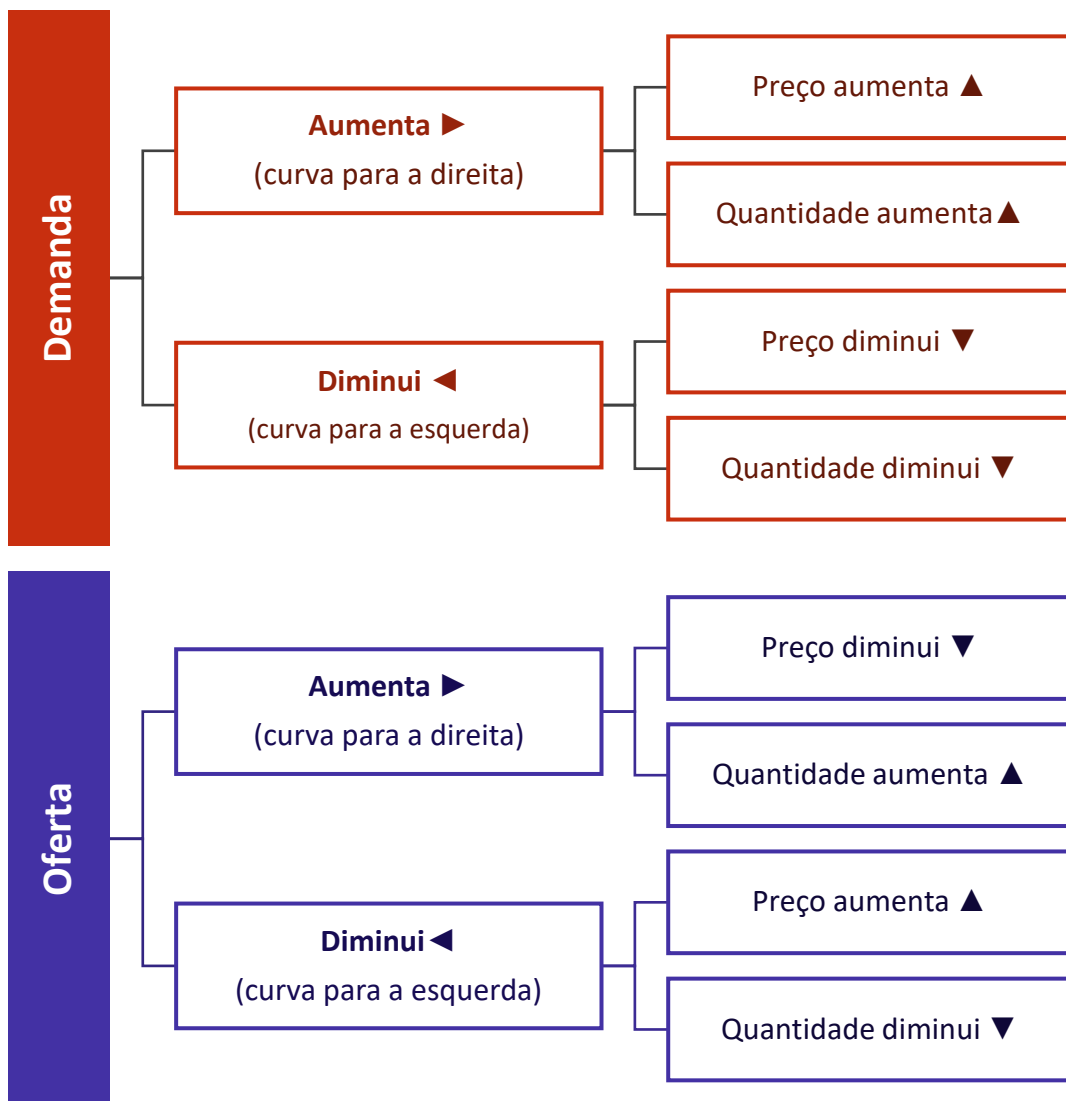 Demanda
Aumenta ►
(curva para a direita)
Preço aumenta ▲
Quantidade aumenta▲
Diminui ◄
(curva para a esquerda)
Preço diminui ▼
Quantidade diminui ▼
Oferta
Aumenta ►
(curva para a direita)
Preço diminui ▼
Quantidade aumenta ▲
Diminui◄
(curva para a esquerda)
Preço aumenta ▲
Quantidade diminui ▼